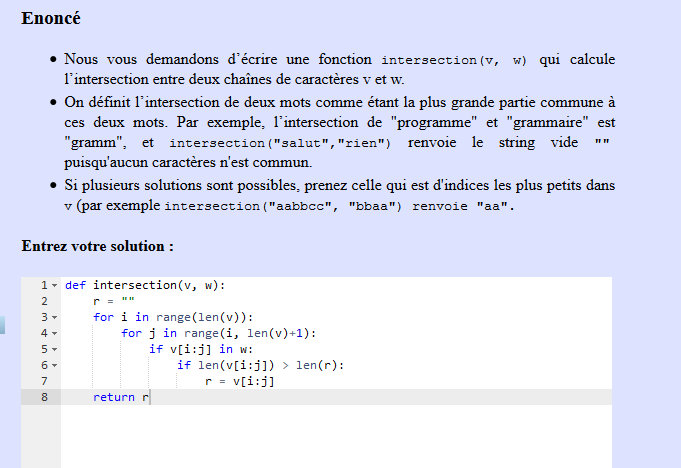 Enoncé
• Nous vous demandons d'écrire une fonction intersection(v, w) qui calcule
l'intersection entre deux chaînes de caractères v et w.
• On définit l'intersection de deux mots comme étant la plus grande partie commune à
ces deux mots. Par exemple, l'intersection de "programme" et "grammaire" est
"gramm", et intersection("salut","rien") renvoie le string vide ""
puisqu'aucun caractères n'est commun.
• Si plusieurs solutions sont possibles, prenez celle qui est d'indices les plus petits dans
v (par exemple intersection("aabbcc", "bbaa") renvoie "aa".
Entrez votre solution :
1 def intersection(v, w):
2     r = ""
3     for i in range(len(v)):
4         for j in range(i, len(v)+1):
5             if v[i:j] in w:
6                 if len(v[i:j]) > len(r):
7                     r = v[i:j]
8     return r